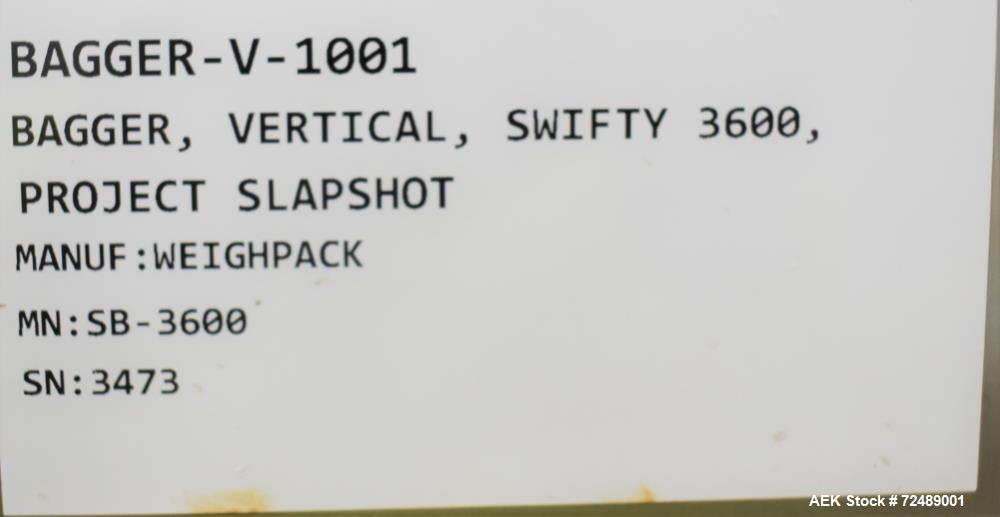 BAGGER-V-1001
BAGGER, VERTICAL, SWIFTY 3600,
PROJECT SLAPSHOT
MANUF:WEIGHPACK
MN:SB-3600
SN:3473
AEK Stock # 72489001